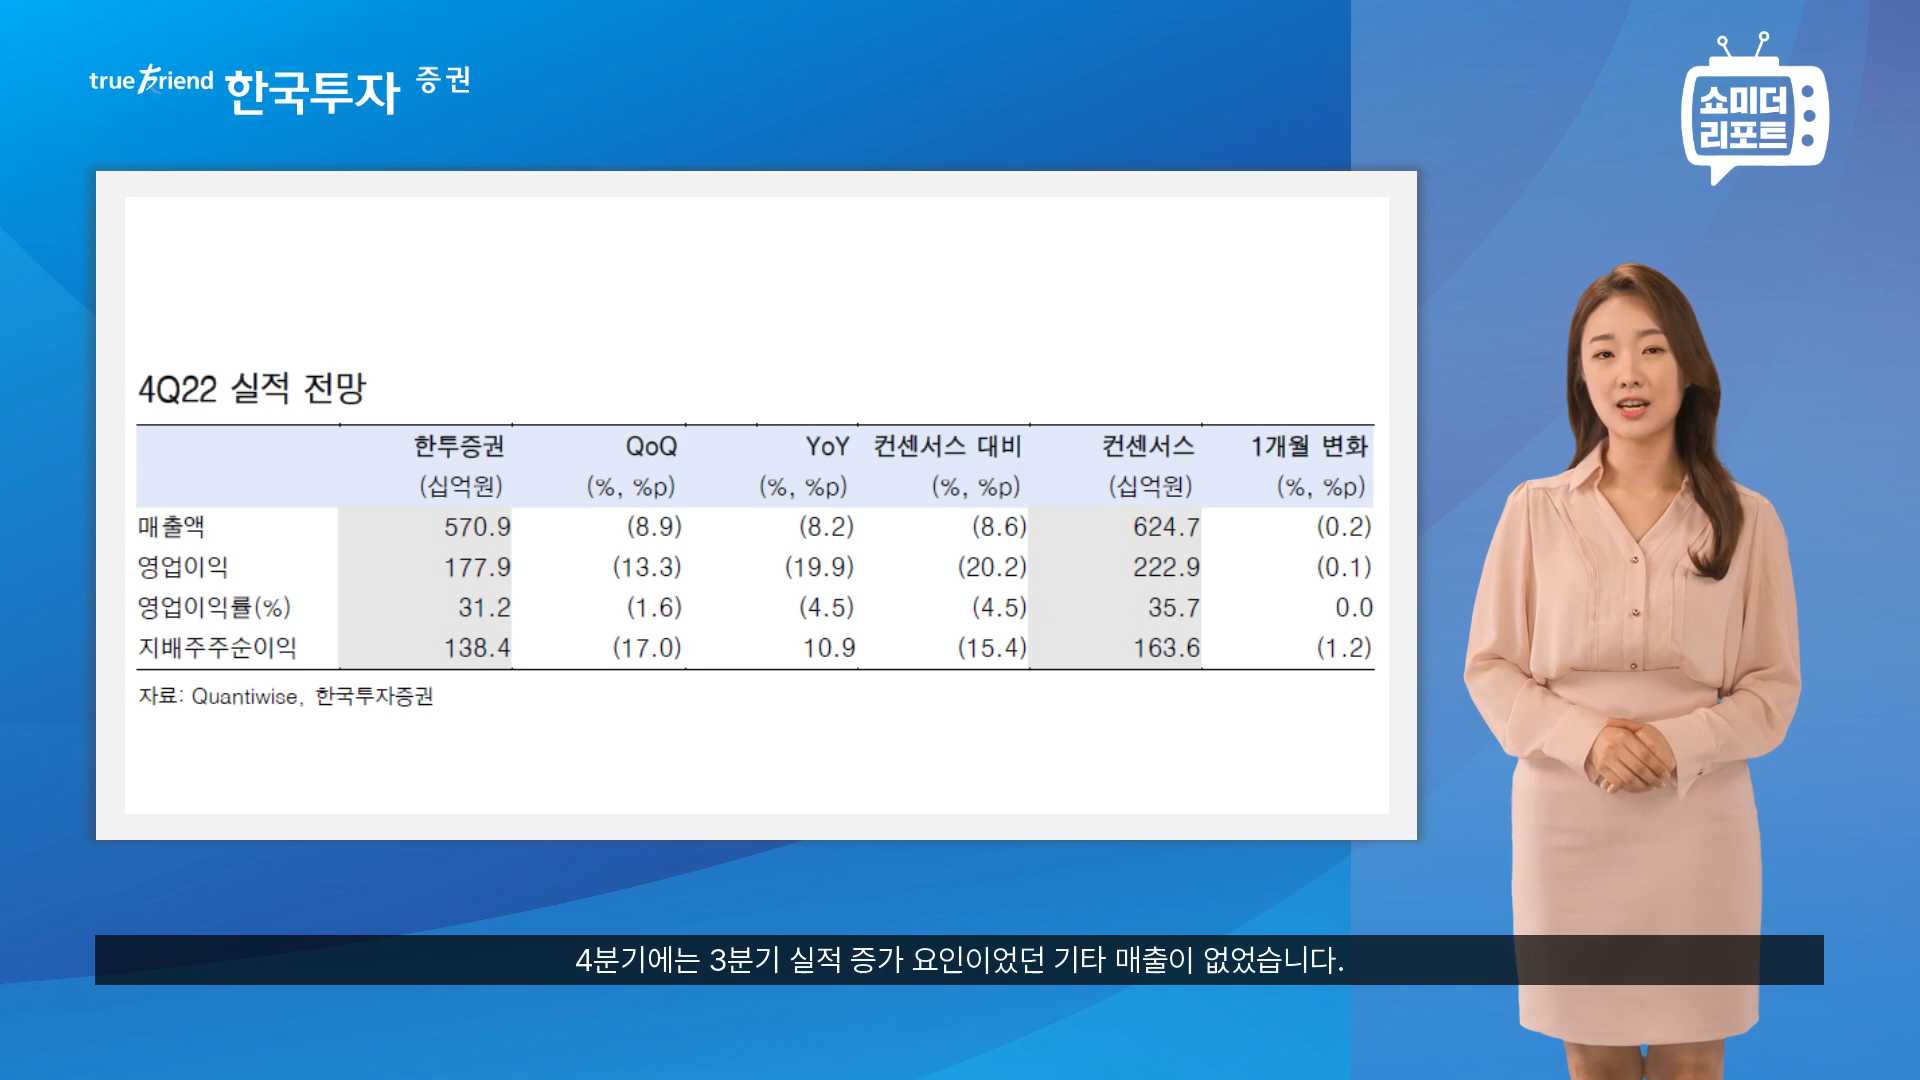 true friend 한국투자 증권
쇼미더
리포트
4Q22 실적 전망
한투증권 QoQ YoY 컨센서스 대비 컨센서스 1개월 변화
(십억원) (%, %p) (%, %p) (%, %p) (십억원) (%, %p)
매출액 570.9 (8.9) (8.2) (8.6) 624.7 (0.2)
영업이익 177.9 (13.3) (19.9) (20.2) 222.9 (0.1)
영업이익률(%) 31.2 (1.6) (4.5) (4.5) 35.7 0.0
지배주주순이익 138.4 (17.0) 10.9 (15.4) 163.6 (1.2)
자료: Quantiwise, 한국투자증권
4분기에는 3분기 실적 증가 요인이었던 기타 매출이 없었습니다.